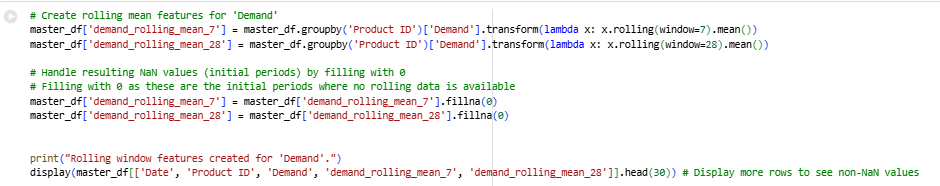 # Create rolling mean features for 'Demand'
master_df['demand_rolling_mean_7'] = master_df.groupby('Product ID')['Demand'].transform(lambda x: x.rolling(window=7).mean())
master_df['demand_rolling_mean_28'] = master_df.groupby('Product ID')['Demand'].transform(lambda x: x.rolling(window=28).mean())
# Handle resulting NaN values (initial periods) by filling with 0
# Filling with 0 as these are the initial periods where no rolling data is available
master_df['demand_rolling_mean_7'] = master_df['demand_rolling_mean_7'].fillna(0)
master_df['demand_rolling_mean_28'] = master_df['demand_rolling_mean_28'].fillna(0)
print("Rolling window features created for 'Demand'.")
display(master_df[['Date', 'Product ID', 'Demand', 'demand_rolling_mean_7', 'demand_rolling_mean_28']].head(30)) # Display more rows to see non-NaN values